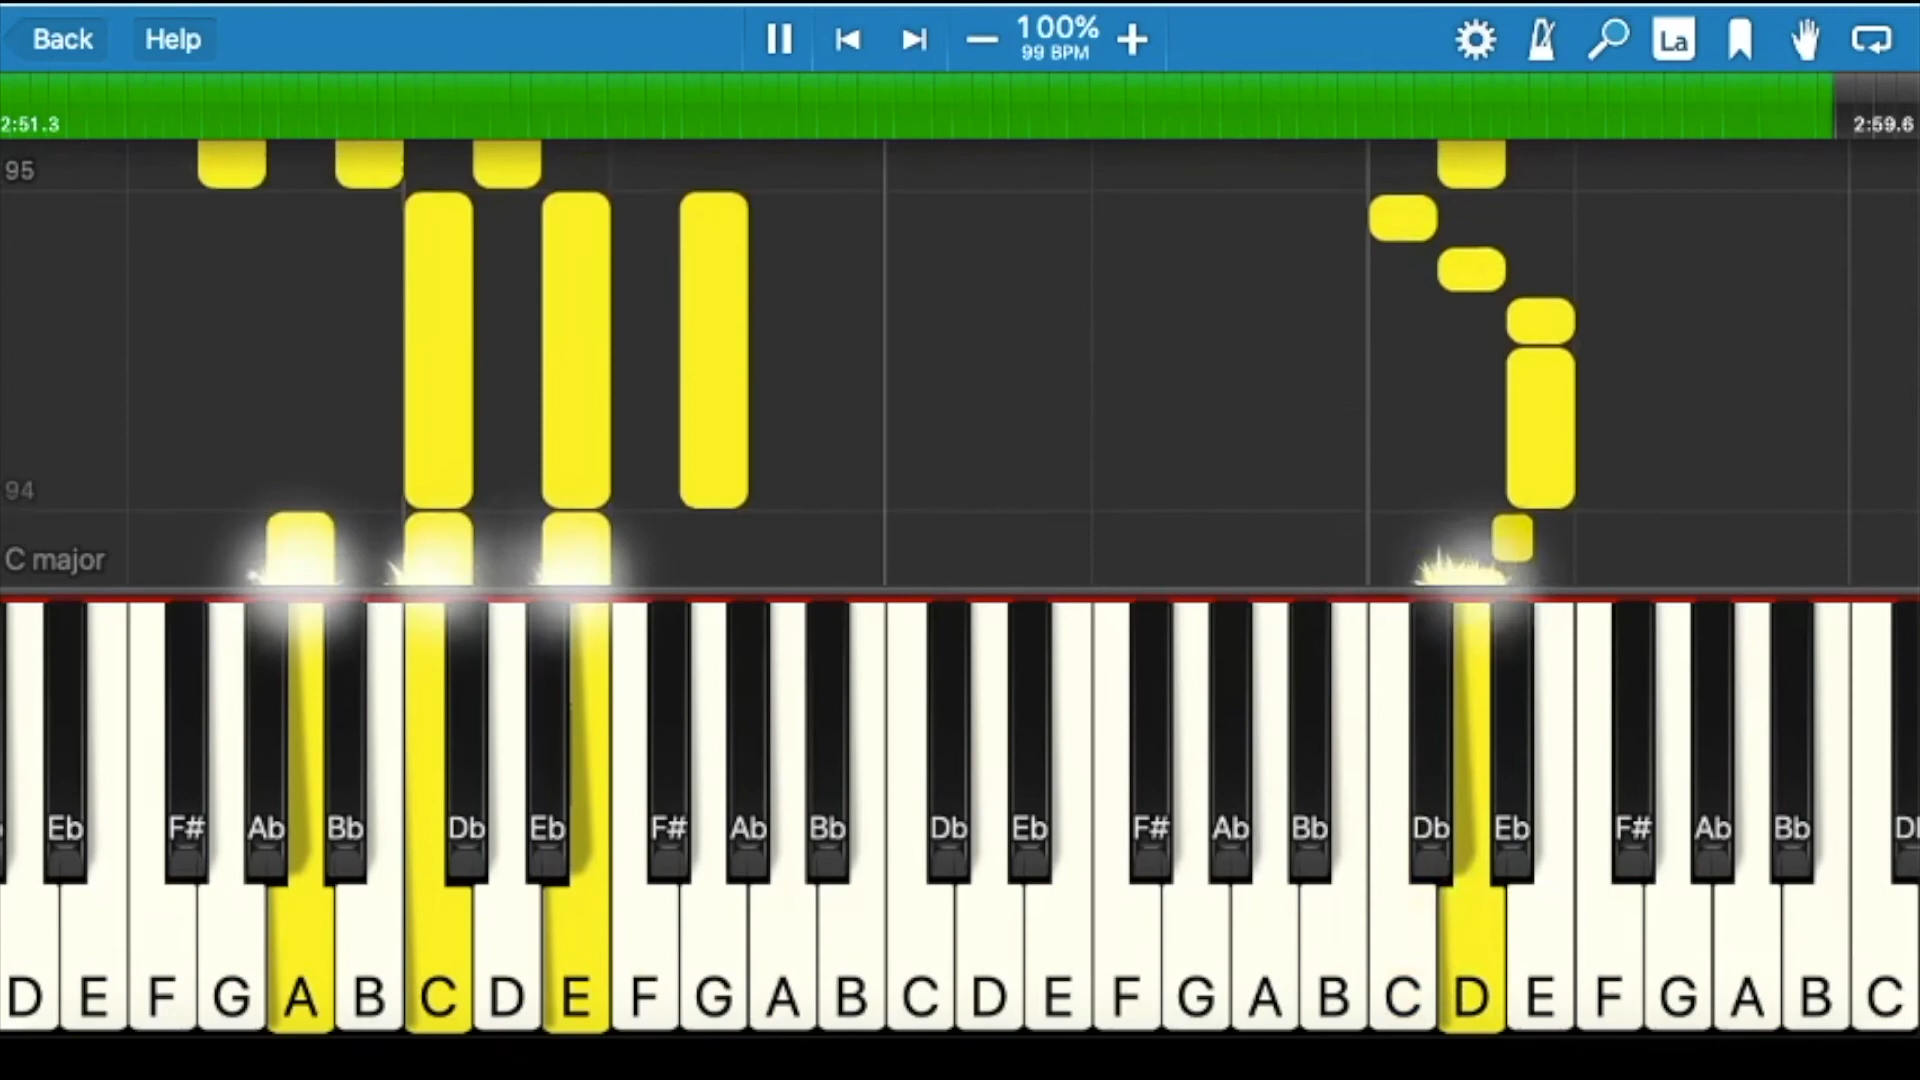 Back Help 100% La
99 BPM
2:51.3 2:59.6
95
94
C major
Eb F# Ab Bb Db Eb F# Ab Bb Db Eb F# Ab Bb Db Eb F# Ab Bb
D E F G A B C D E F G A B C D E F G A B C D E F G A B C